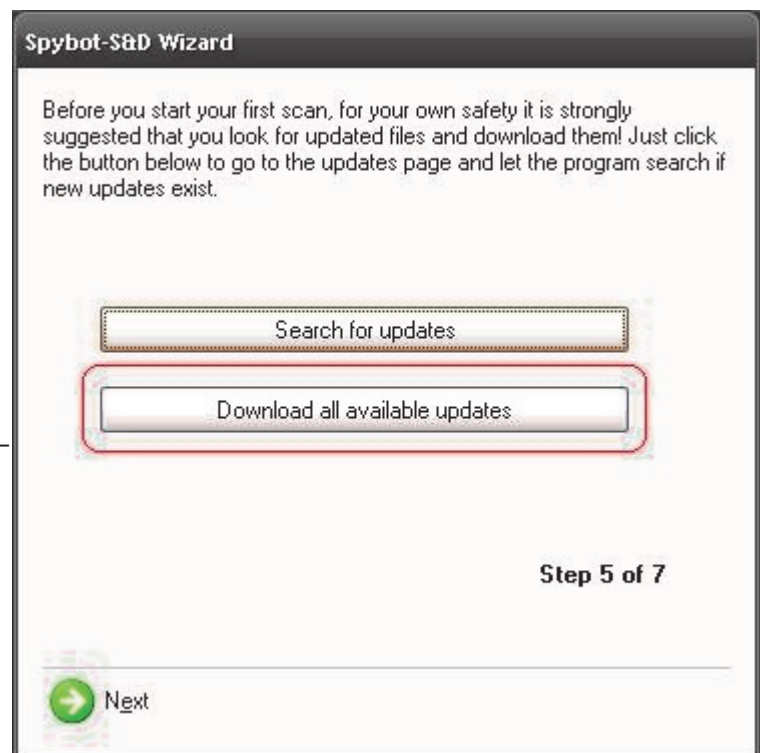 Spybot-S&D Wizard
Before you start your first scan, for your own safety it is strongly
suggested that you look for updated files and download them! Just click
the button below to go to the updates page and let the program search if
new updates exist.
Search for updates
Download all available updates
Step 5 of 7
Next